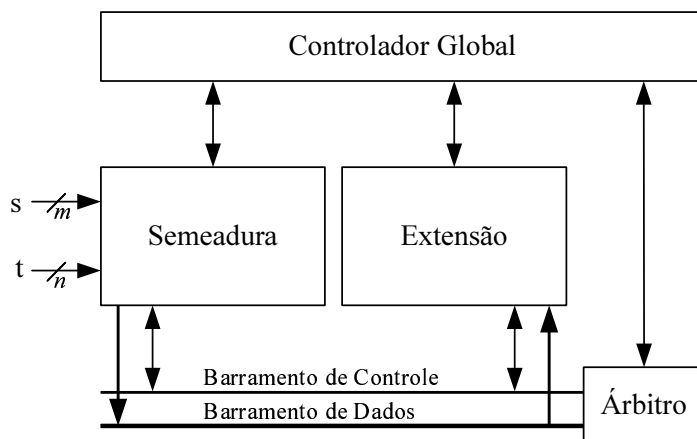 Controlador Global
s
m
Semeadura
Extensão
t
n
Barramento de Controle
Barramento de Dados
Árbitro